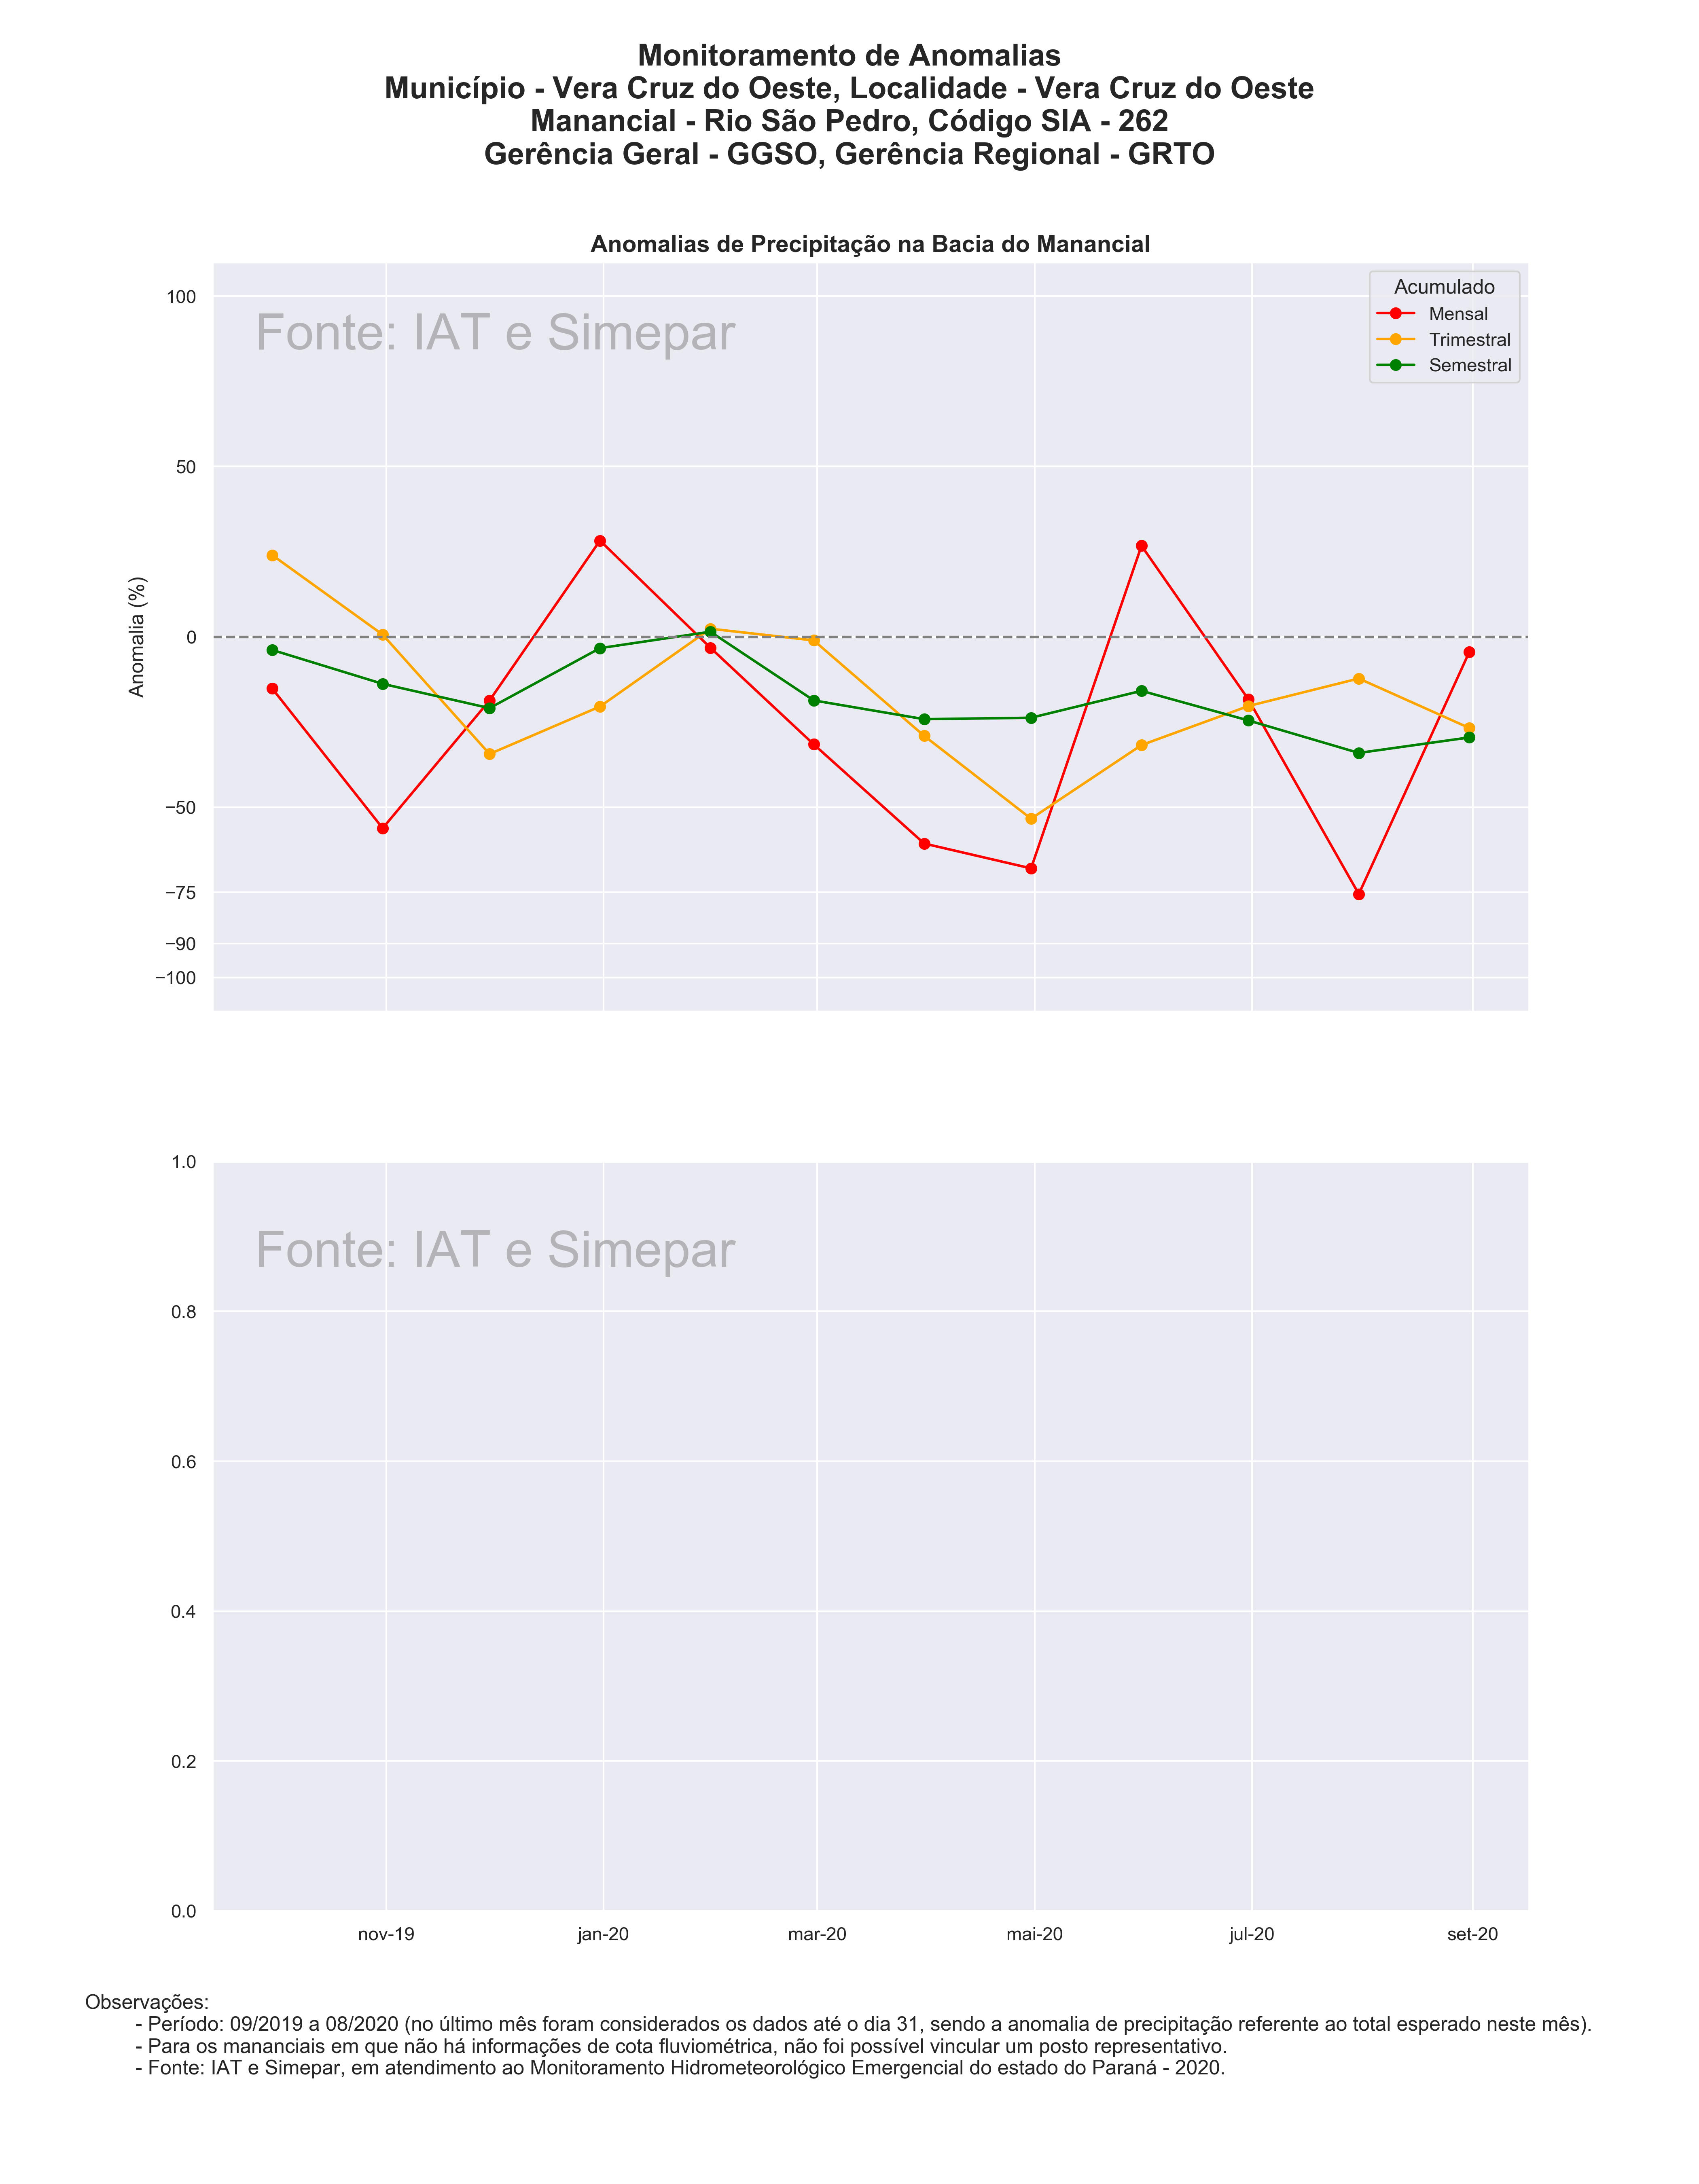 Monitoramento de Anomalias
Município - Vera Cruz do Oeste, Localidade - Vera Cruz do Oeste
Manancial - Rio São Pedro, Código SIA - 262
Gerência Geral - GGSO, Gerência Regional - GRTO
Anomalias de Precipitação na Bacia do Manancial
Fonte: IAT e Simepar
Acumulado
Mensal
Trimestral
Semestral
Anomalia (%)
100
50
0
−50
−75
−90
−100
Fonte: IAT e Simepar
1.0
0.8
0.6
0.4
0.2
0.0
nov-19 jan-20 mar-20 mai-20 jul-20 set-20
Observações:
- Período: 09/2019 a 08/2020 (no último mês foram considerados os dados até o dia 31, sendo a anomalia de precipitação referente ao total esperado neste mês).
- Para os mananciais em que não há informações de cota fluviométrica, não foi possível vincular um posto representativo.
- Fonte: IAT e Simepar, em atendimento ao Monitoramento Hidrometeorológico Emergencial do estado do Paraná - 2020.